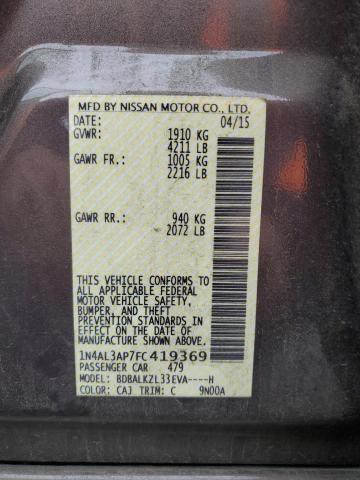 MFD BY NISSAN MOTOR CO., LTD.
DATE: 04/15
GVWR: 1910 KG
4211 LB
GAWR FR.: 1005 KG
2216 LB
GAWR RR.: 940 KG
2072 LB
THIS VEHICLE CONFORMS TO
ALL APPLICABLE FEDERAL
MOTOR VEHICLE SAFETY,
BUMPER, AND THEFT
PREVENTION STANDARDS IN
EFFECT ON THE DATE OF
MANUFACTURE SHOWN ABOVE.
1N4AL3AP7FC419369
PASSENGER CAR 479
MODEL: BDBALKZL33EVA----H
COLOR: CAJ TRIM: C 9N00A